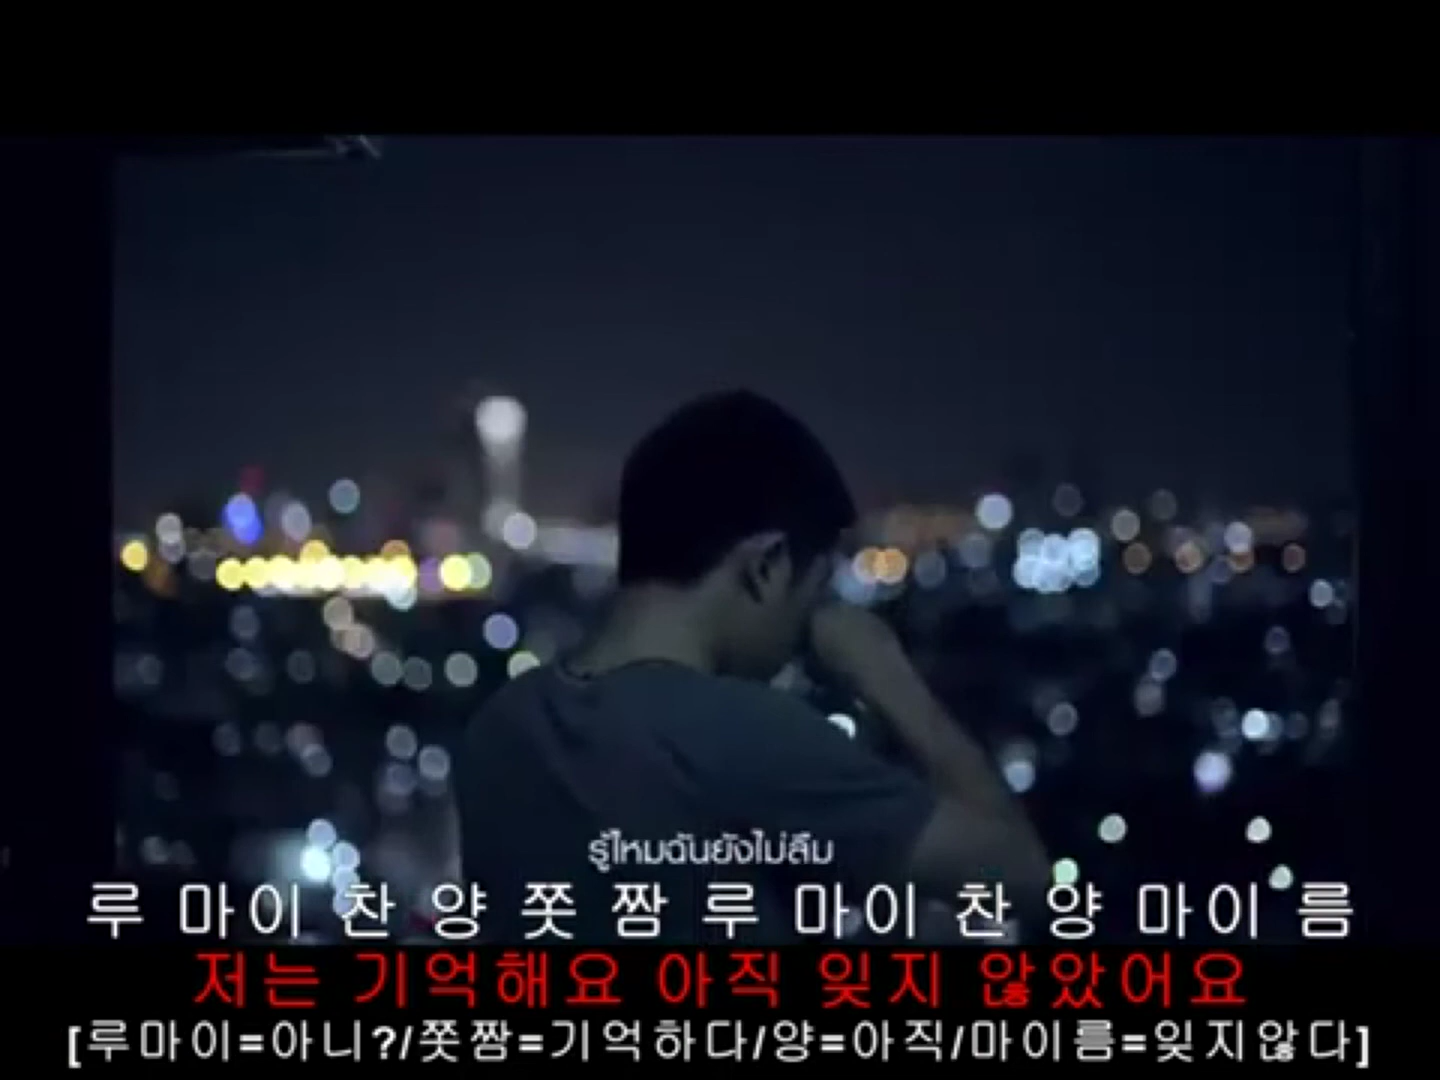 รู้ไหมฉันยังไม่ลืม
루 마이 찬 양 쫏 짬 루 마이 찬 양 마이 름
저는 기억해요 아직 잊지 않았어요
[루마이=아니?/쫏짬=기억하다/양=아직/마이름=잊지않다]